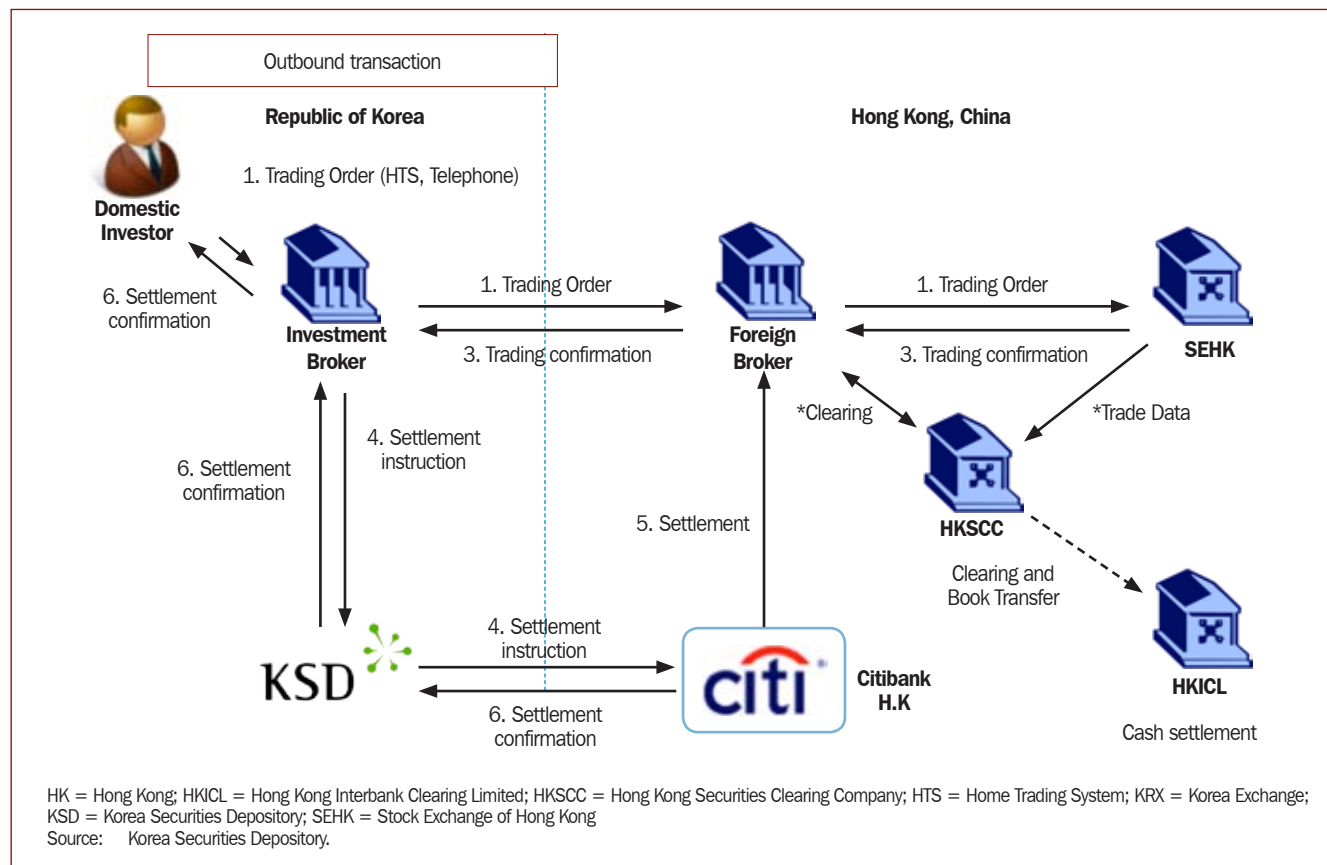 Outbound transaction
Republic of Korea
Hong Kong, China
1. Trading Order (HTS, Telephone)
Domestic
Investor
6. Settlement
confirmation
Investment
Broker
1. Trading Order
3. Trading confirmation
Foreign
Broker
1. Trading Order
3. Trading confirmation
SEHK
*Clearing
*Trade Data
6. Settlement
confirmation
4. Settlement
instruction
5. Settlement
HKSCC
Clearing and
Book Transfer
KSD
4. Settlement
instruction
6. Settlement
confirmation
citi
Citibank
H.K
HKICL
Cash settlement
HK = Hong Kong; HKICL = Hong Kong Interbank Clearing Limited; HKSCC = Hong Kong Securities Clearing Company; HTS = Home Trading System; KRX = Korea Exchange;
KSD = Korea Securities Depository; SEHK = Stock Exchange of Hong Kong
Source: Korea Securities Depository.